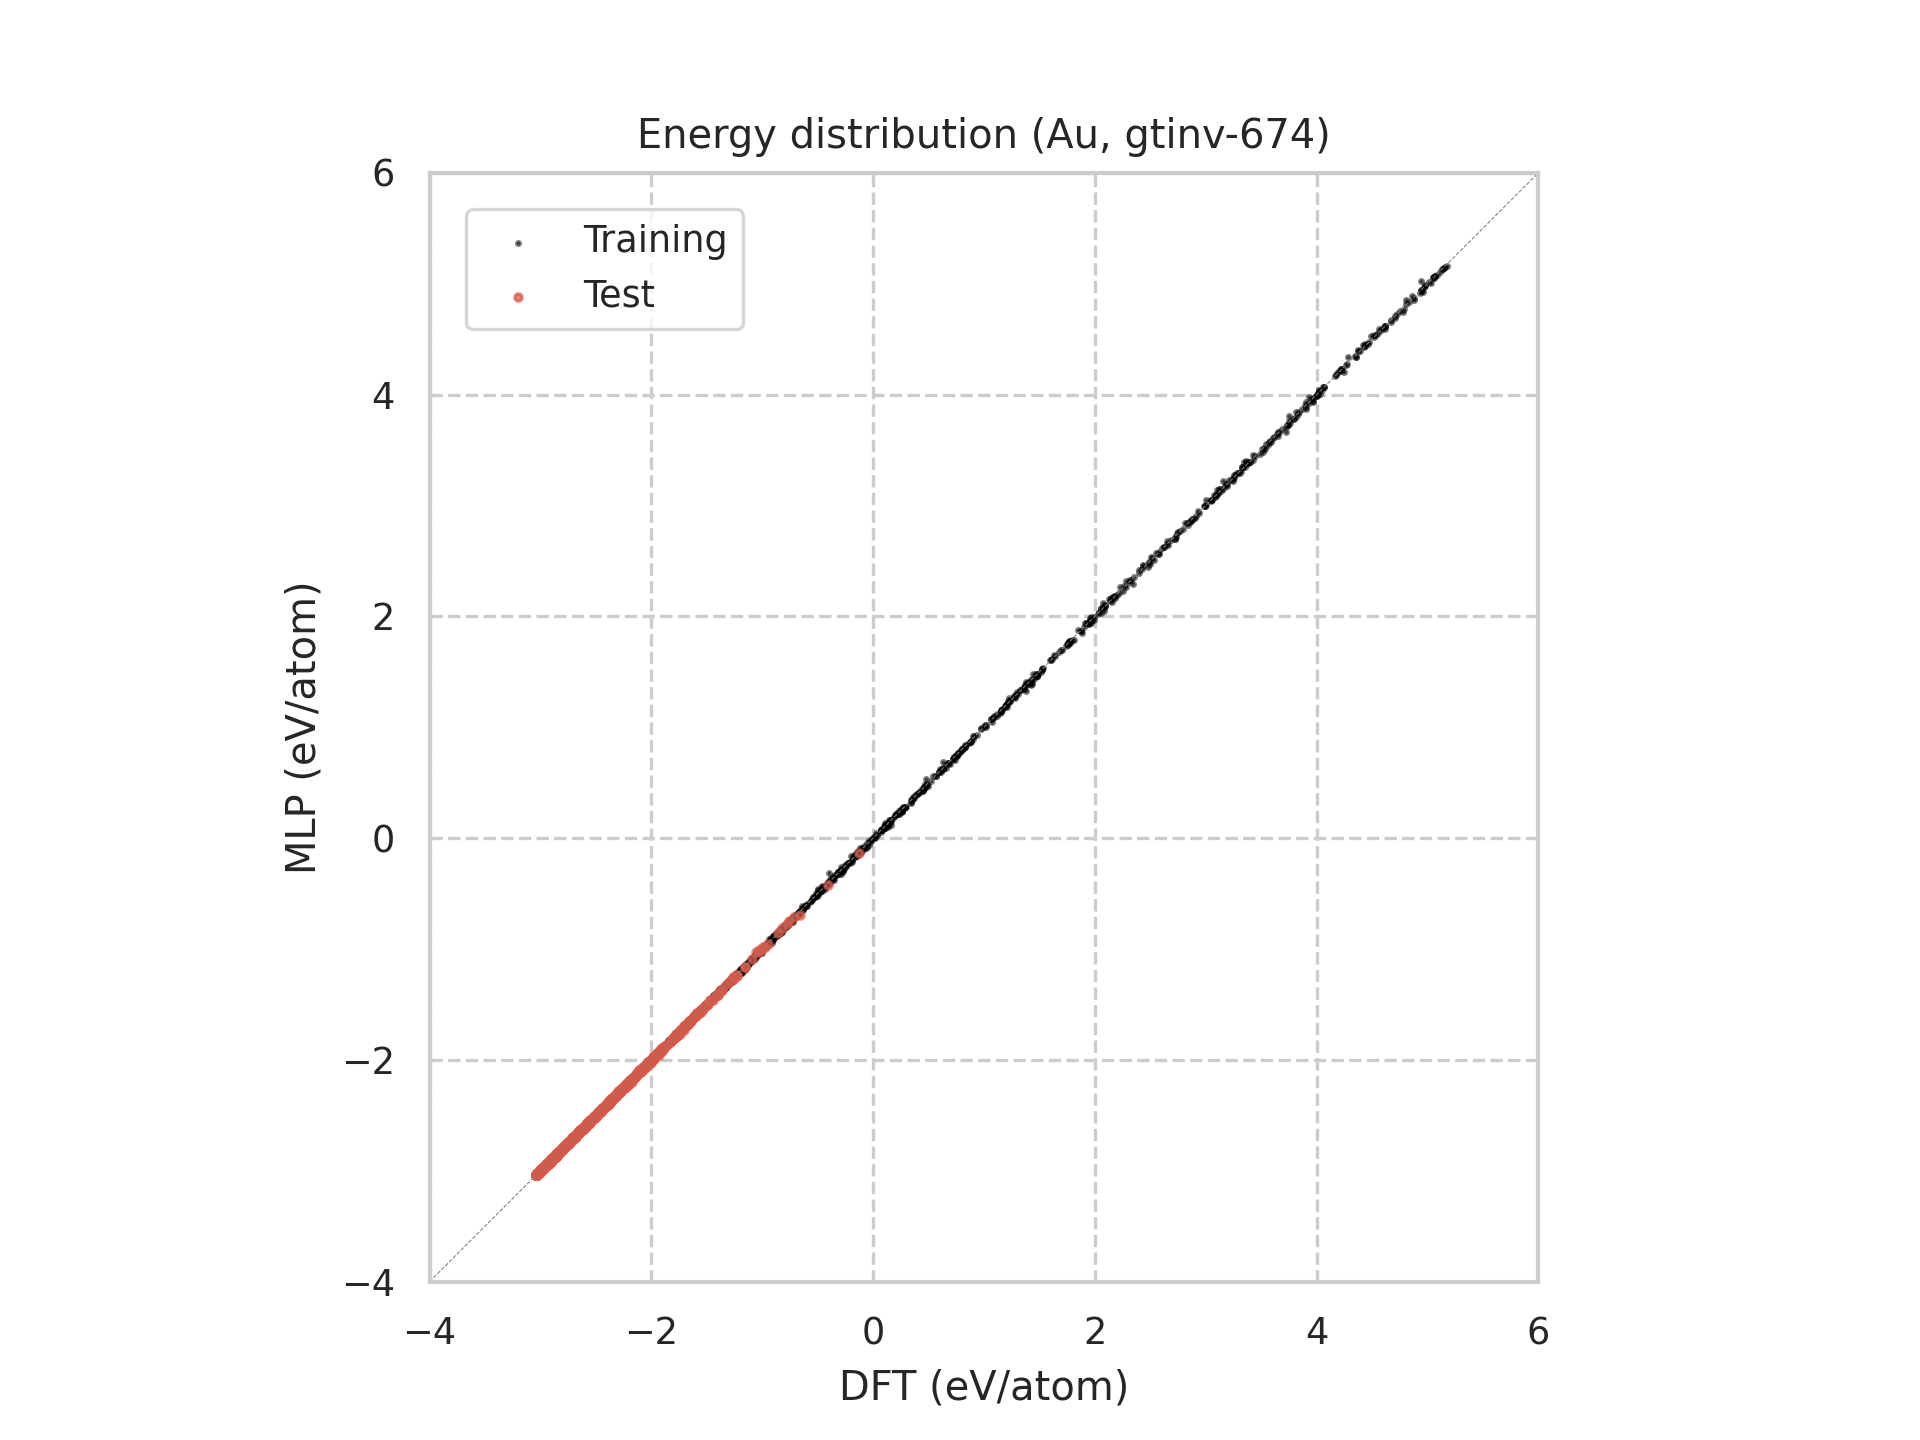 Energy distribution (Au, gtinv-674)
6
4
2
0
−2
−4
Training
Test
MLP (eV/atom)
−4 −2 0 2 4 6
DFT (eV/atom)